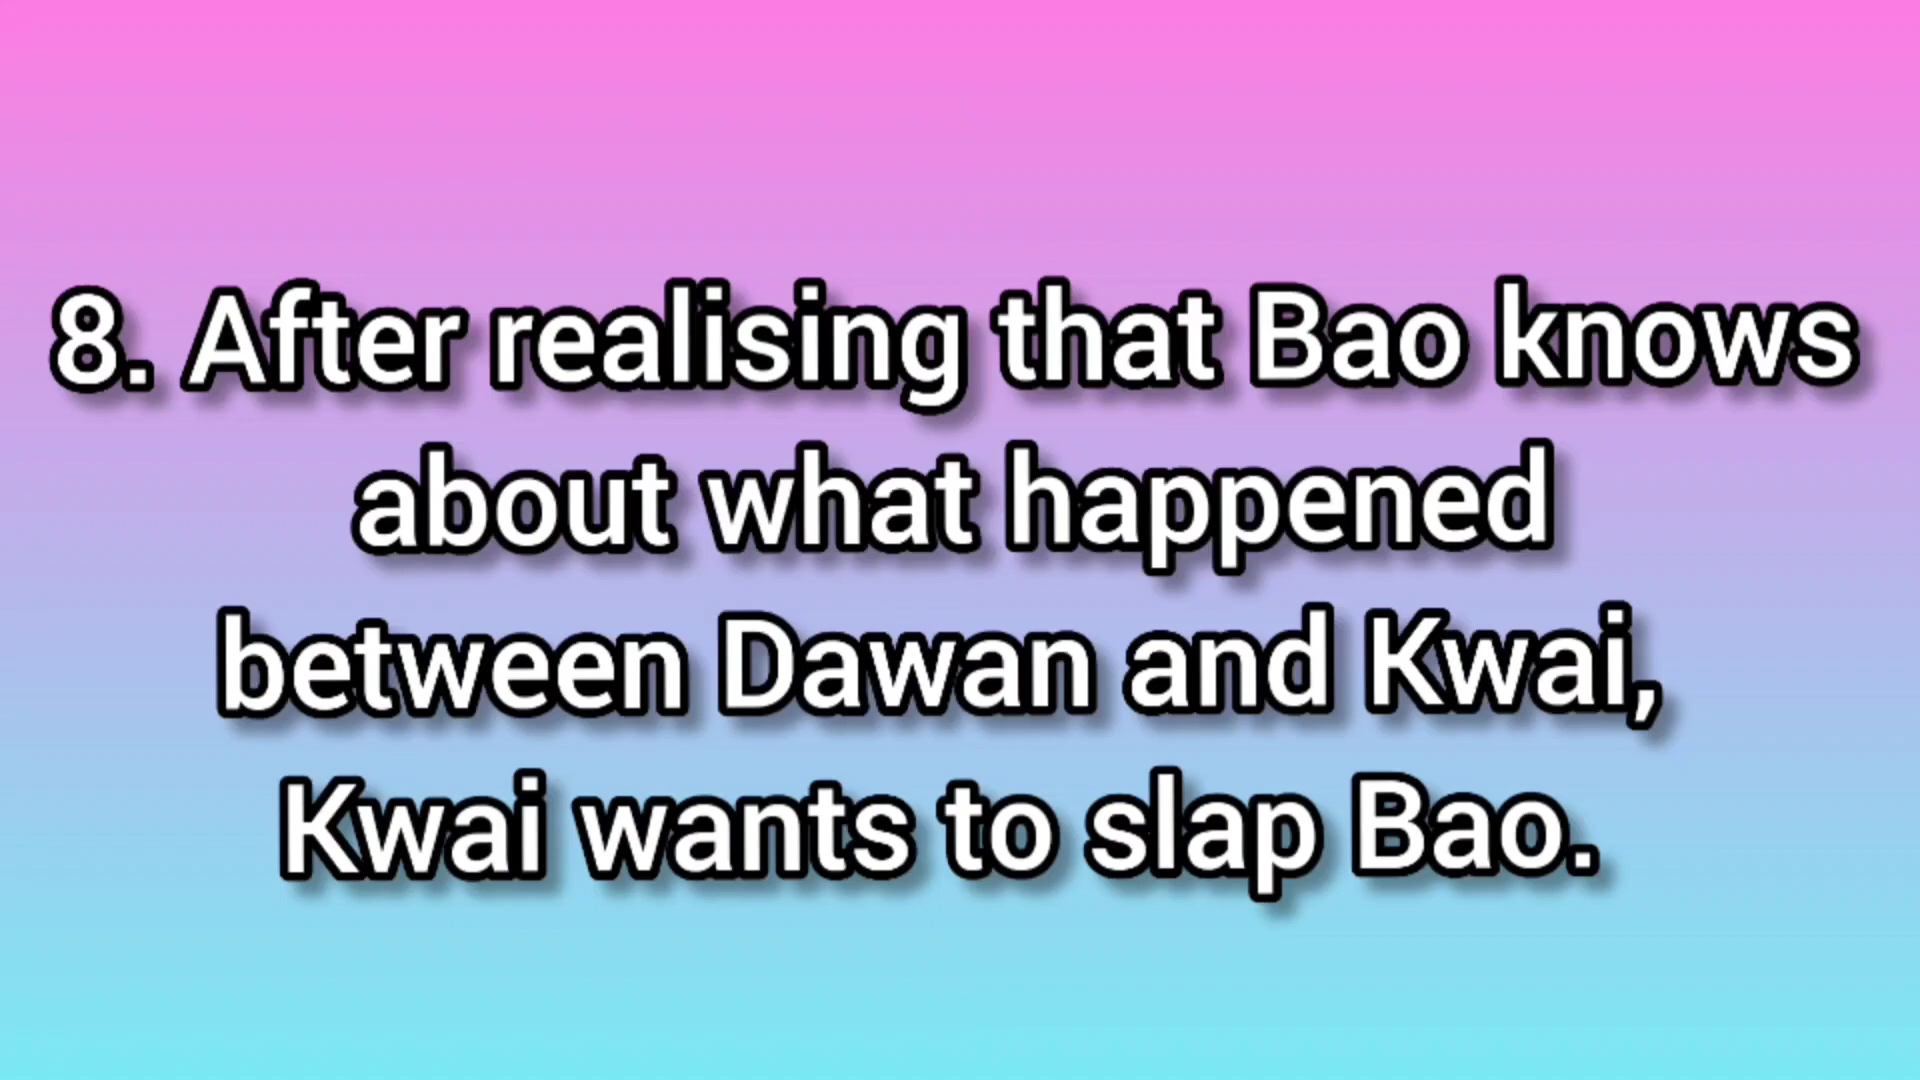 8. After realising that Bao knows
about what happened
between Dawan and Kwai,
Kwai wants to slap Bao.